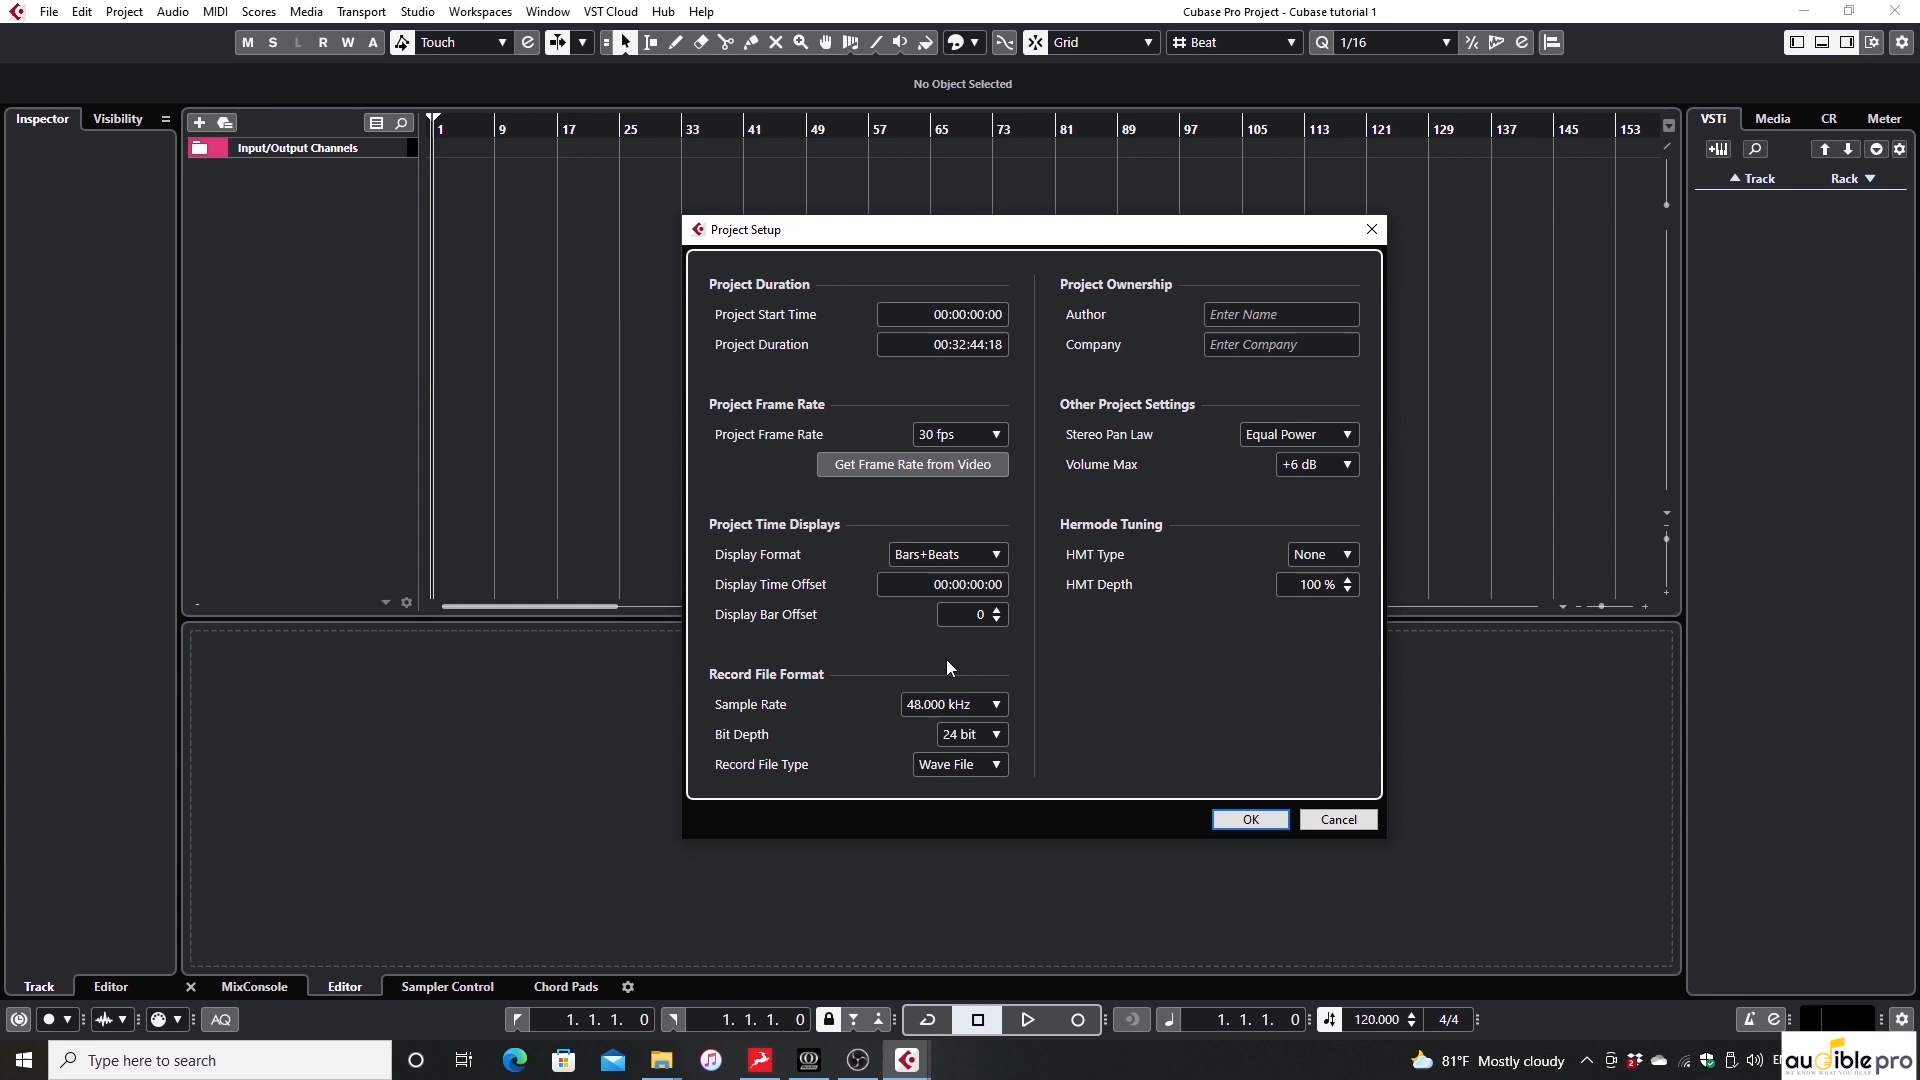 File Edit Project Audio MIDI Scores Media Transport Studio Workspaces Window VST Cloud Hub Help
Cubase Pro Project - Cubase tutorial 1
M S L R W A Touch Grid Beat Q 1/16
No Object Selected
Inspector Visibility
1 9 17 25 33 41 49 57 65 73 81 89 97 105 113 121 129 137 145 153
VSTi Media CR Meter
Input/Output Channels
Track Rack
Project Setup
Project Duration
Project Start Time 00:00:00:00
Project Duration 00:32:44:18
Project Frame Rate
Project Frame Rate 30 fps
Get Frame Rate from Video
Project Time Displays
Display Format Bars+Beats
Display Time Offset 00:00:00:00
Display Bar Offset 0
Record File Format
Sample Rate 48.000 kHz
Bit Depth 24 bit
Record File Type Wave File
Project Ownership
Author Enter Name
Company Enter Company
Other Project Settings
Stereo Pan Law Equal Power
Volume Max +6 dB
Hermode Tuning
HMT Type None
HMT Depth 100 %
OK Cancel
Track Editor MixConsole Editor Sampler Control Chord Pads
AQ 1. 1. 1. 0 1. 1. 1. 0 1. 1. 1. 0 120.000 4/4
Type here to search
81°F Mostly cloudy
audiblepro
WE KNOW WHAT YOU HEAR